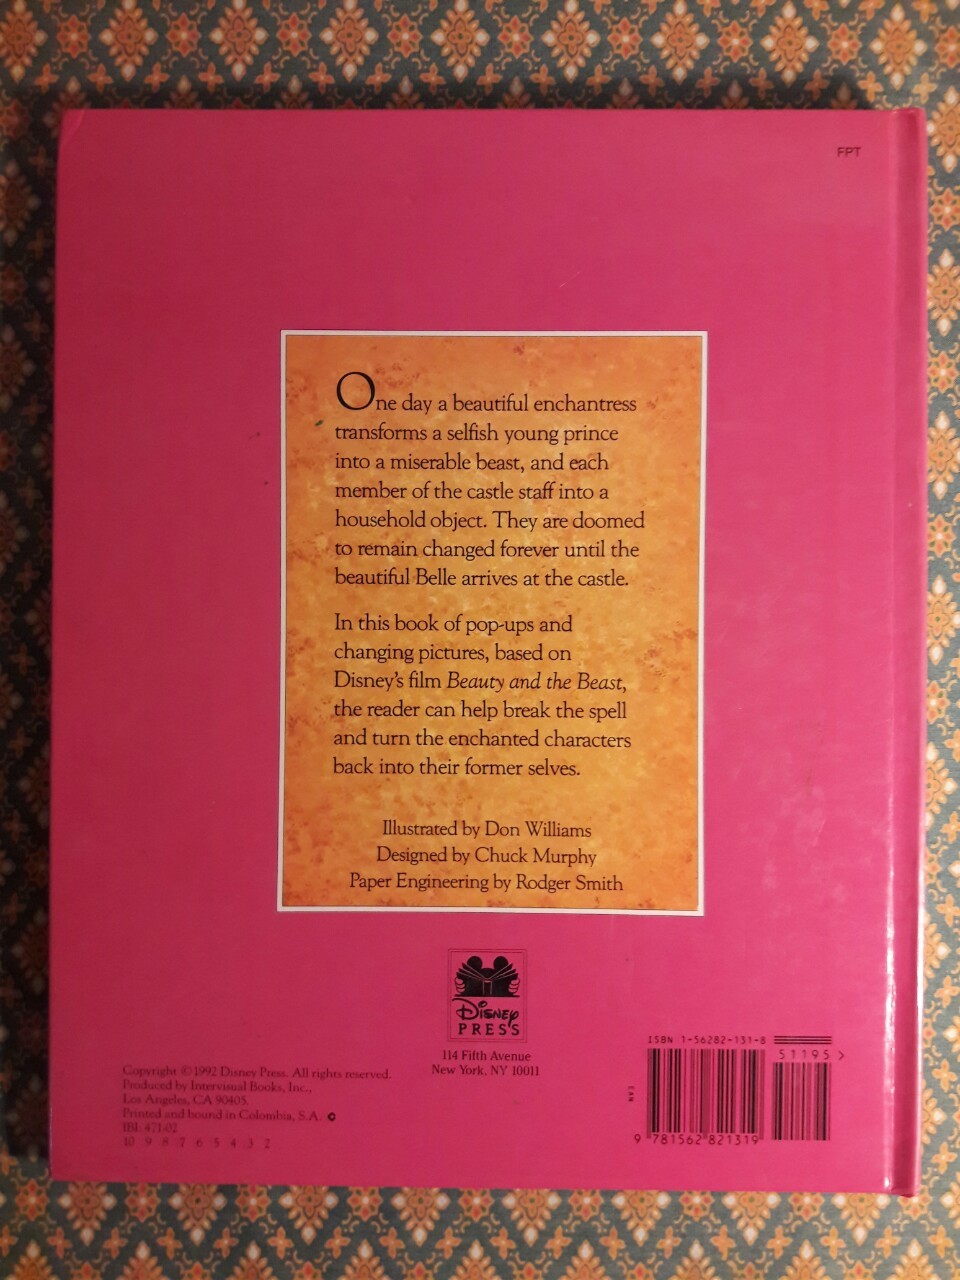 FPT
One day a beautiful enchantress
transforms a selfish young prince
into a miserable beast, and each
member of the castle staff into a
household object. They are doomed
to remain changed forever until the
beautiful Belle arrives at the castle.
In this book of pop-ups and
changing pictures, based on
Disney's film Beauty and the Beast,
the reader can help break the spell
and turn the enchanted characters
back into their former selves.
Illustrated by Don Williams
Designed by Chuck Murphy
Paper Engineering by Rodger Smith
Disney
PRESS
114 Fifth Avenue
New York, NY 10011
Copyright © 1992 Disney Press. All rights reserved.
Produced by Intervisual Books, Inc.,
Los Angeles, CA 90405.
Printed and bound in Colombia, S.A.
IBI: 471-02
10 9 8 7 6 5 4 3 2
ISBN 1-56282-131-8
51195 >
EAN
9 781562 821319